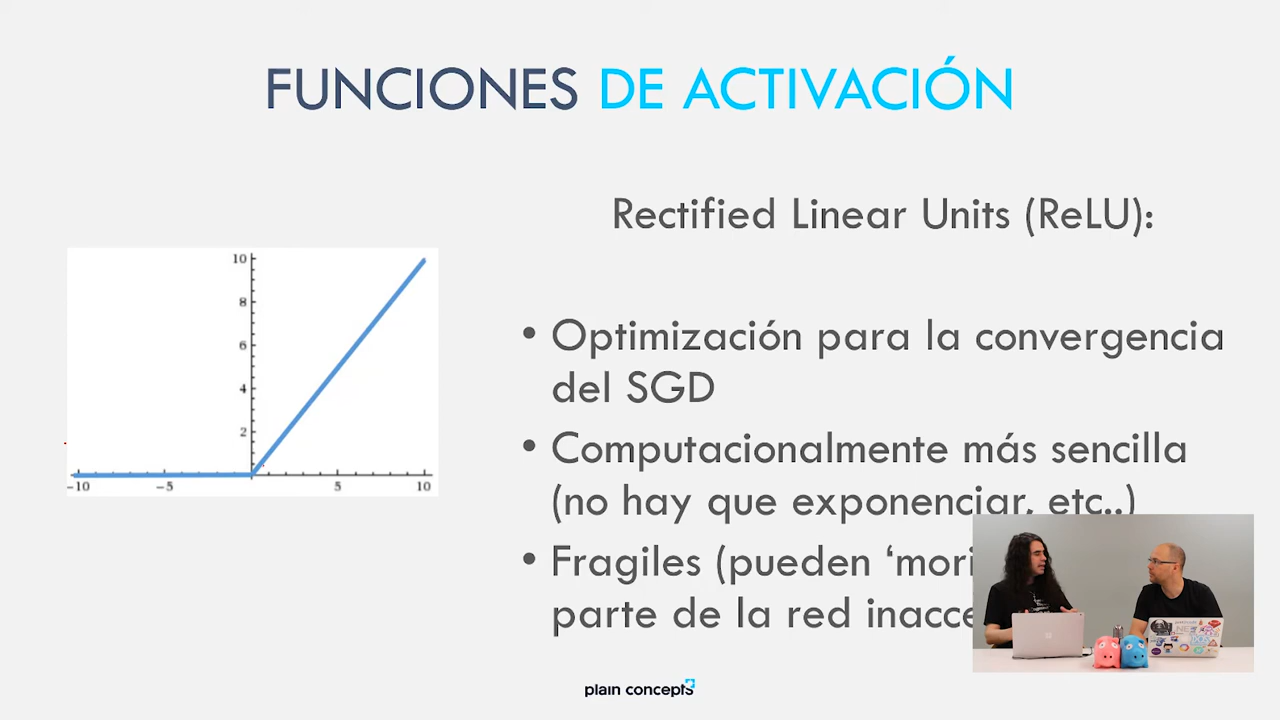 FUNCIONES DE ACTIVACIÓN
Rectified Linear Units (ReLU):
10
8
6
4
2
-10
-5
5
10
• Optimización para la convergencia
del SGD
• Computacionalmente más sencilla
(no hay que exponenciar, etc..)
• Fragiles (pueden ‘mori
parte de la red inacce
plain concepts